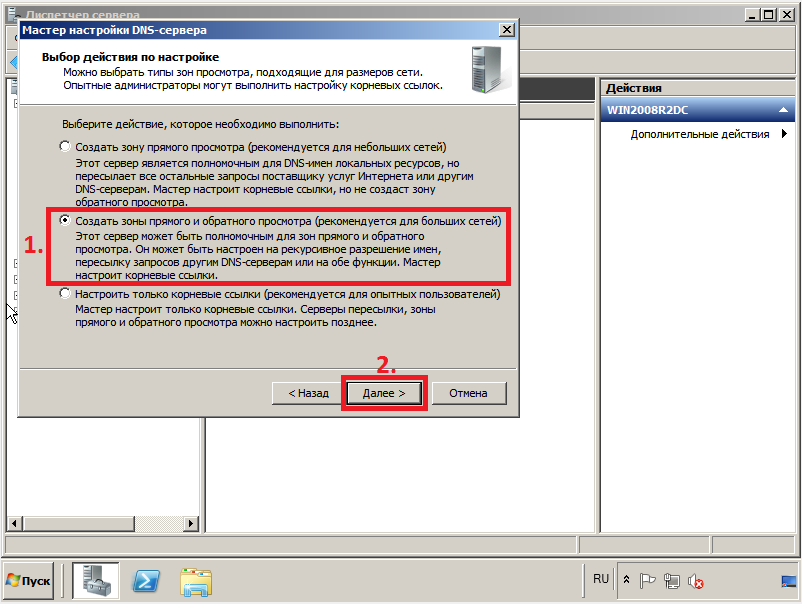 Диспетчер сервера
Мастер настройки DNS-сервера
Выбор действия по настройке
Можно выбрать типы зон просмотра, подходящие для размеров сети.
Опытные администраторы могут выполнить настройку корневых ссылок.
Выберите действие, которое необходимо выполнить:
Создать зону прямого просмотра (рекомендуется для небольших сетей)
Этот сервер является полномочным для DNS-имен локальных ресурсов, но
пересылает все остальные запросы поставщику услуг Интернета или другим
DNS-серверам. Мастер настроит корневые ссылки, но не создаст зону
обратного просмотра.
1.
Создать зоны прямого и обратного просмотра (рекомендуется для больших сетей)
Этот сервер может быть полномочным для зон прямого и обратного
просмотра. Он может быть настроен на рекурсивное разрешение имен,
пересылку запросов другим DNS-серверам или на обе функции. Мастер
настроит корневые ссылки.
Настроить только корневые ссылки (рекомендуется для опытных пользователей)
Мастер настроит только корневые ссылки. Серверы пересылки, зоны
прямого и обратного просмотра можно настроить позднее.
2.
< Назад
Далее >
Отмена
Действия
WIN2008R2DC
Дополнительные действия
Пуск
RU